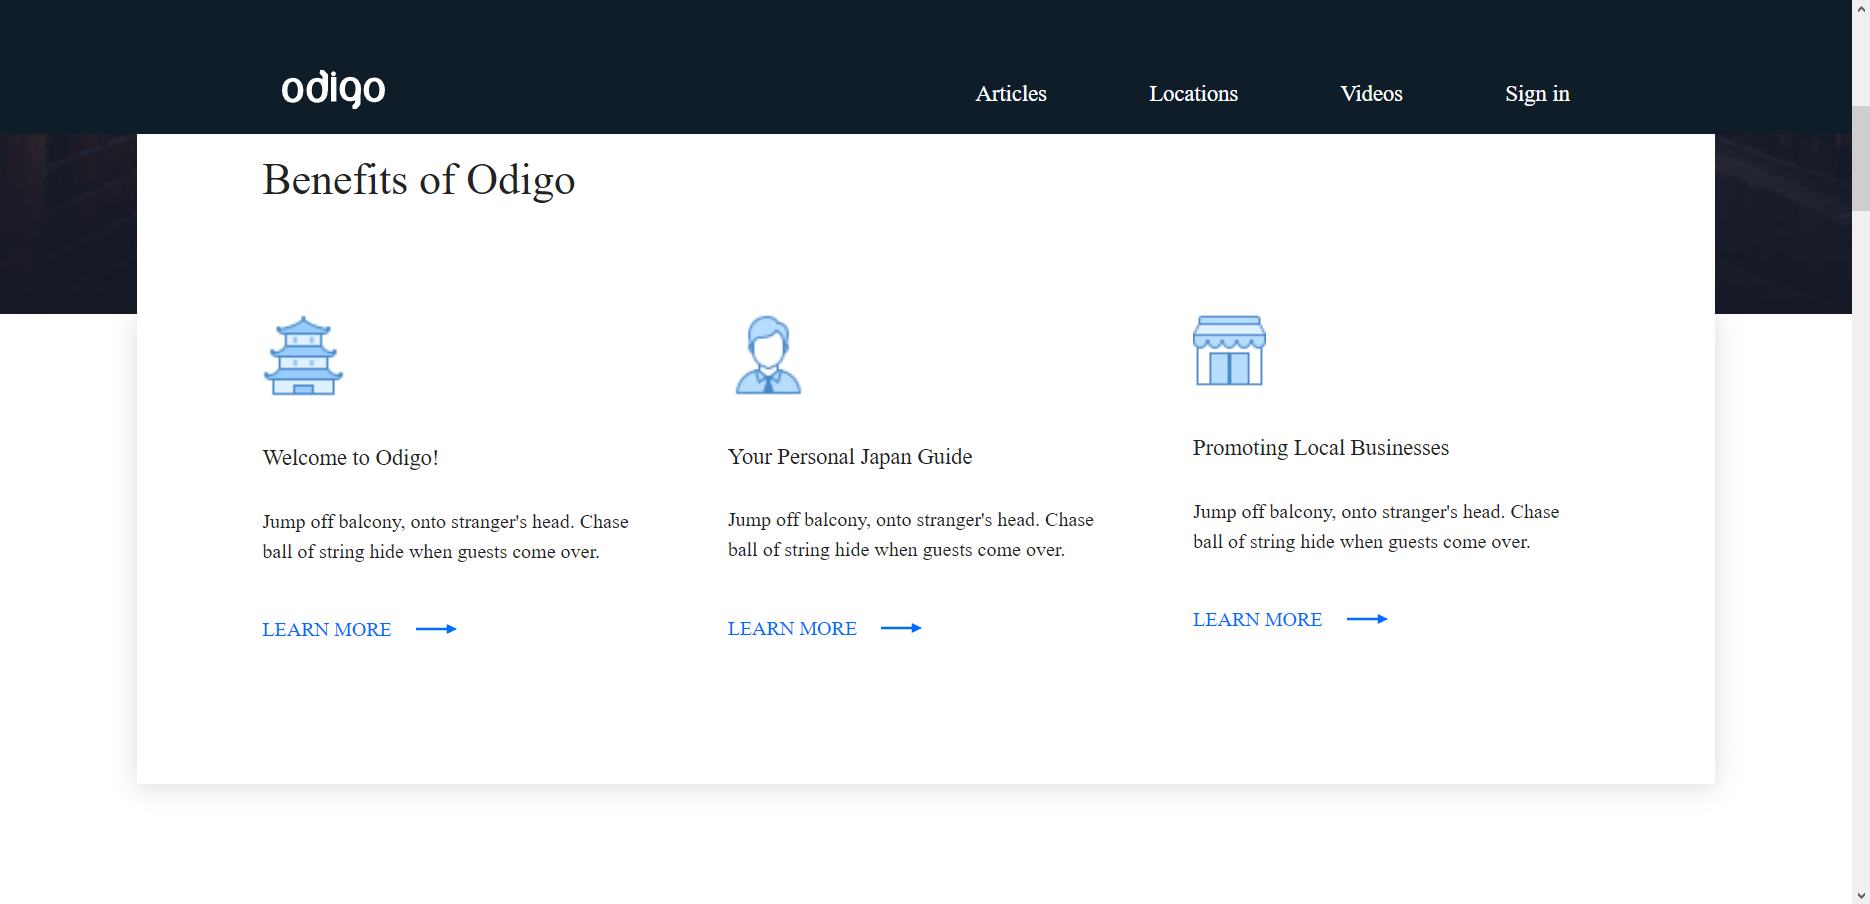 odigo
Articles
Locations
Videos
Sign in
Benefits of Odigo
Welcome to Odigo!
Jump off balcony, onto stranger's head. Chase
ball of string hide when guests come over.
LEARN MORE
Your Personal Japan Guide
Jump off balcony, onto stranger's head. Chase
ball of string hide when guests come over.
LEARN MORE
Promoting Local Businesses
Jump off balcony, onto stranger's head. Chase
ball of string hide when guests come over.
LEARN MORE